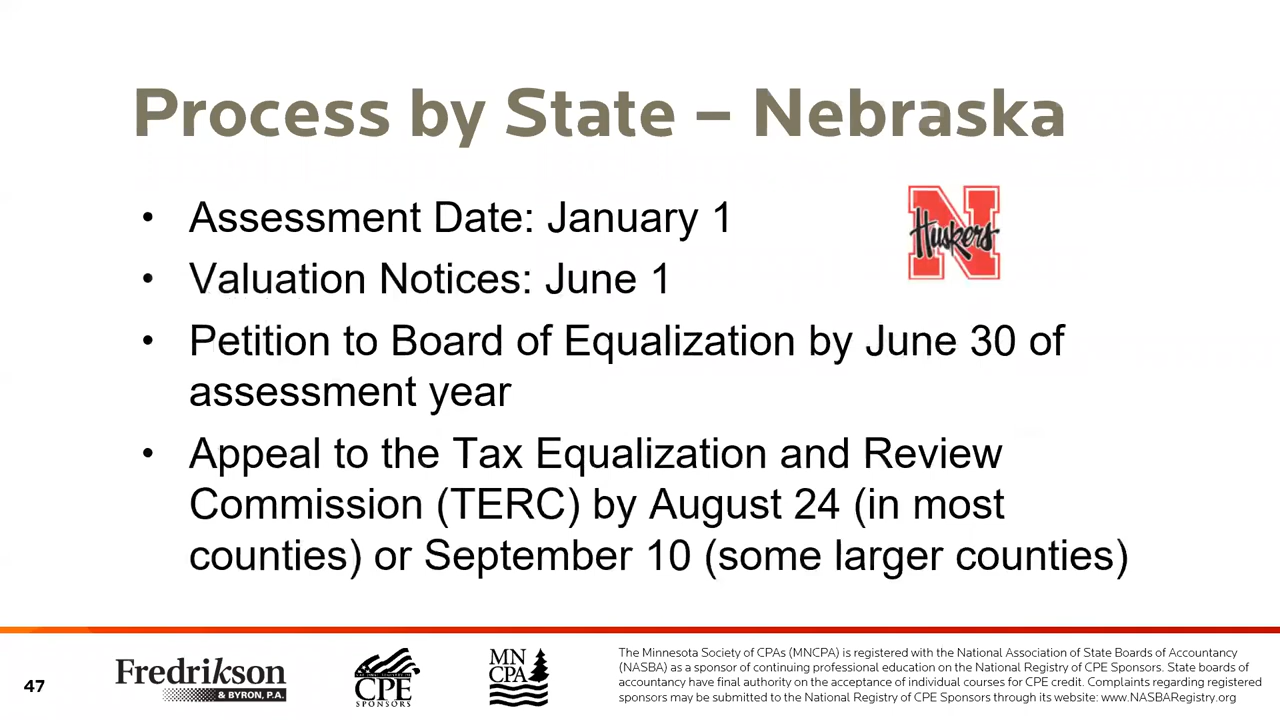 Process by State – Nebraska
• Assessment Date: January 1
Huskers
• Valuation Notices: June 1
• Petition to Board of Equalization by June 30 of
assessment year
• Appeal to the Tax Equalization and Review
Commission (TERC) by August 24 (in most
counties) or September 10 (some larger counties)
47
Fredrikson
& BYRON, P.A.
CPE
SPONSORS
MN
CPA
The Minnesota Society of CPAs (MNCPA) is registered with the National Association of State Boards of Accountancy
(NASBA) as a sponsor of continuing professional education on the National Registry of CPE Sponsors. State boards of
accountancy have final authority on the acceptance of individual courses for CPE credit. Complaints regarding registered
sponsors may be submitted to the National Registry of CPE Sponsors through its website: www.NASBARegistry.org